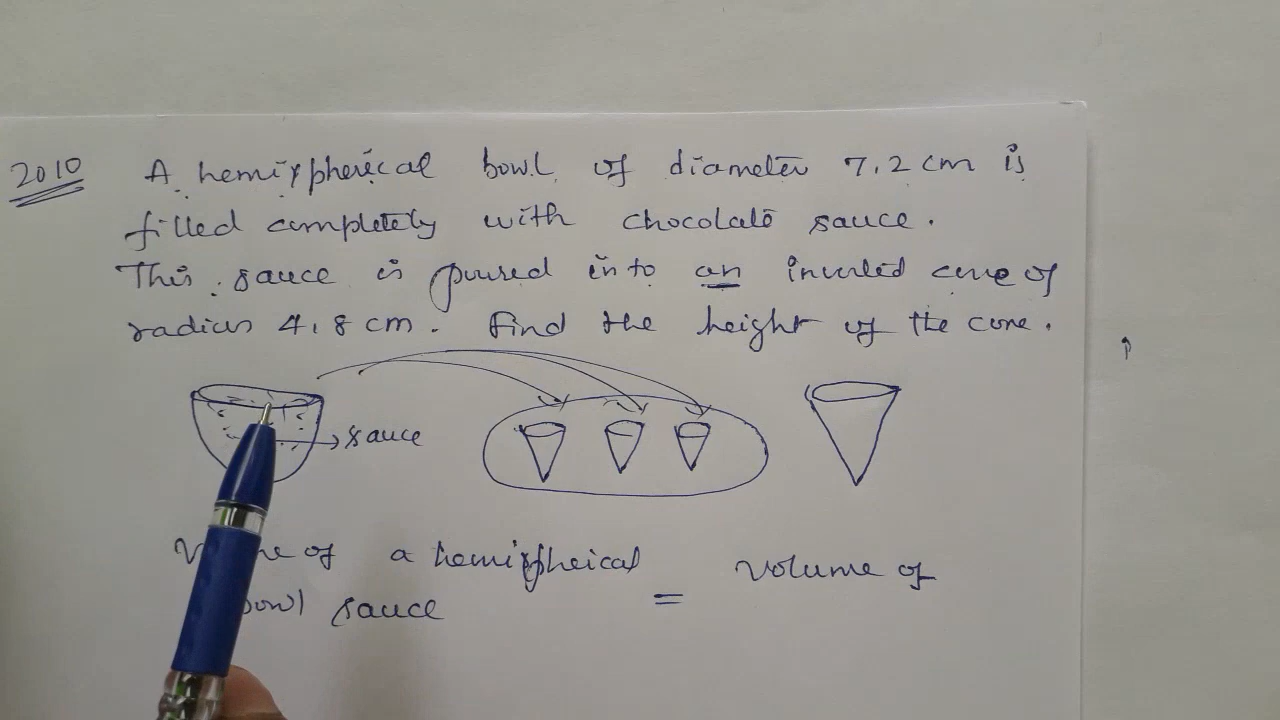 2010 A hemispherical bowl of diameter 7.2 cm is
filled completely with chocolate sauce.
This sauce is poured into an inverted cone of
radius 4.8 cm. Find the height of the cone.
sauce
of a hemispheical = volume of
bowl sauce